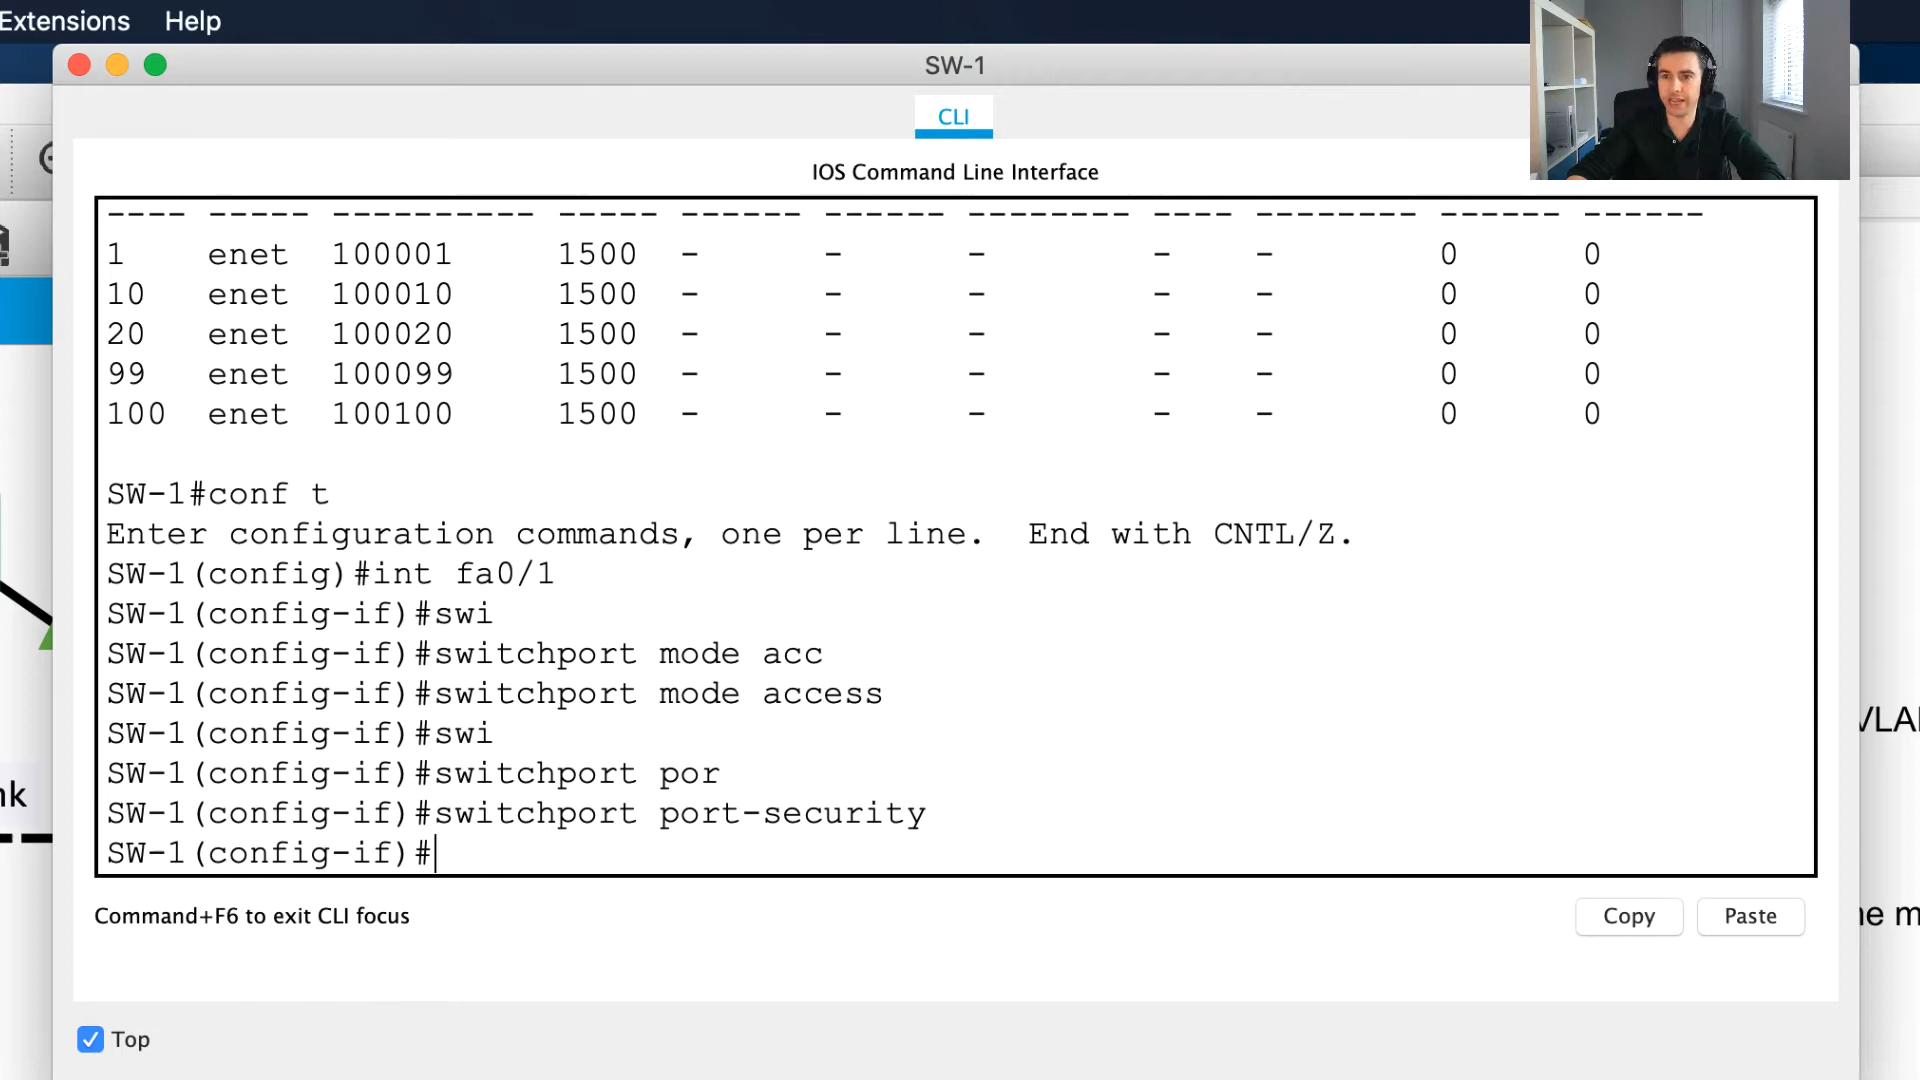 Extensions Help
SW-1
CLI
IOS Command Line Interface
---- ----- ---------- ----- ------ ------ -------- ---- -------- ------ ------
1 enet 100001 1500 - - - - - 0 0
10 enet 100010 1500 - - - - - 0 0
20 enet 100020 1500 - - - - - 0 0
99 enet 100099 1500 - - - - - 0 0
100 enet 100100 1500 - - - - - 0 0
SW-1#conf t
Enter configuration commands, one per line. End with CNTL/Z.
SW-1(config)#int fa0/1
SW-1(config-if)#swi
SW-1(config-if)#switchport mode acc
SW-1(config-if)#switchport mode access
SW-1(config-if)#swi
SW-1(config-if)#switchport por
SW-1(config-if)#switchport port-security
SW-1(config-if)#
Command+F6 to exit CLI focus
Copy Paste
Top